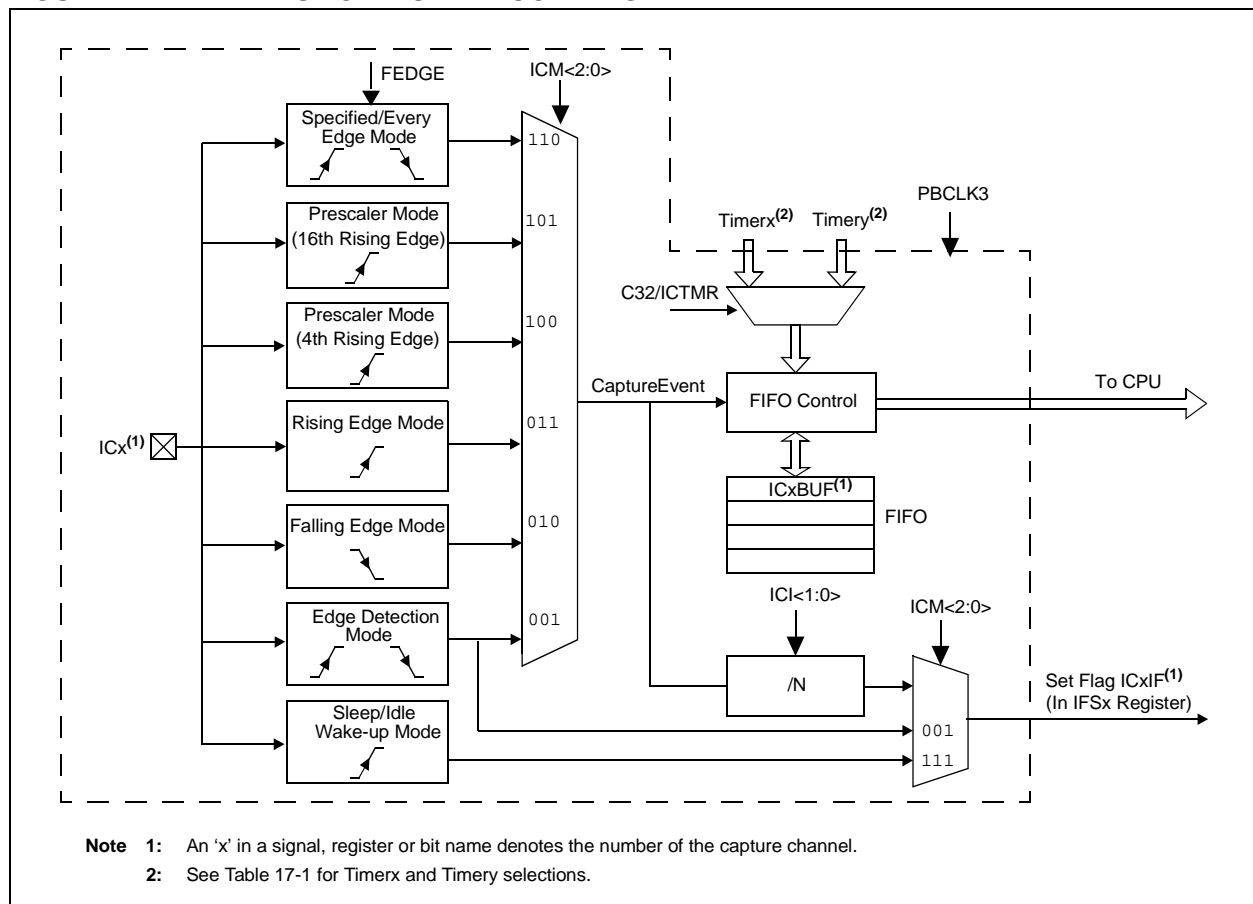 FEDGE
ICM<2:0>
Specified/Every
Edge Mode
110
PBCLK3
Prescaler Mode
(16th Rising Edge)
101
Timerx(2)
Timery(2)
C32/ICTMR
Prescaler Mode
(4th Rising Edge)
100
CaptureEvent
FIFO Control
To CPU
ICx(1)
Rising Edge Mode
011
ICxBUF(1)
FIFO
Falling Edge Mode
010
ICI<1:0>
ICM<2:0>
Edge Detection
Mode
001
/N
Set Flag ICxIF(1)
(In IFSx Register)
Sleep/Idle
Wake-up Mode
001
111
Note 1: An ‘x’ in a signal, register or bit name denotes the number of the capture channel.
2: See Table 17-1 for Timerx and Timery selections.